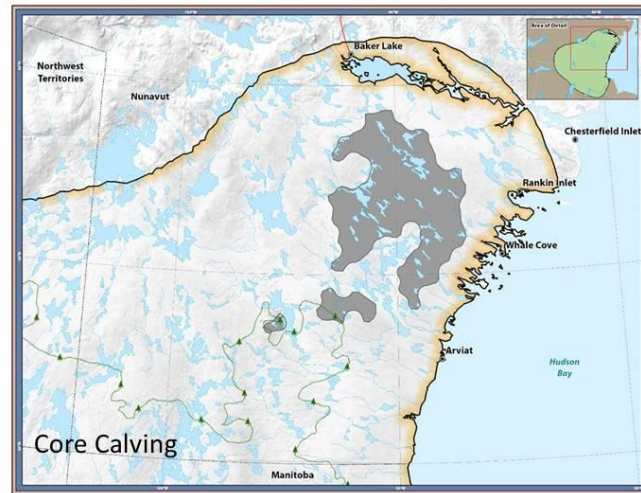 Area of Detail
Baker Lake
Northwest
Territories
Nunavut
Chesterfield Inlet
Rankin Inlet
Whale Cove
Arviat
Hudson
Bay
Core Calving
Manitoba